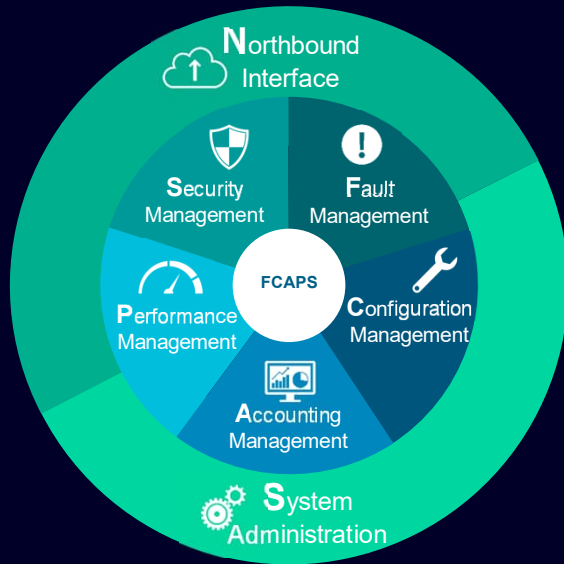 Northbound
Interface
Security
Management
Fault
Management
FCAPS
Performance
Management
Configuration
Management
Accounting
Management
System
Administration